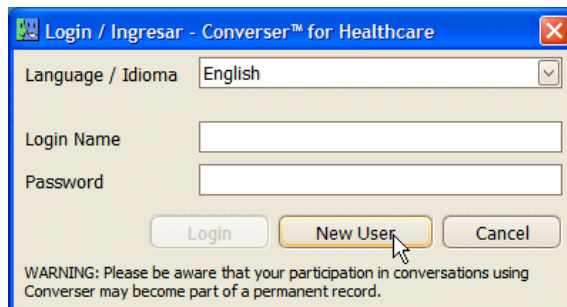 Login / Ingresar - Converser™ for Healthcare
Language / Idioma English
Login Name
Password
Login New User Cancel
WARNING: Please be aware that your participation in conversations using
Converser may become part of a permanent record.